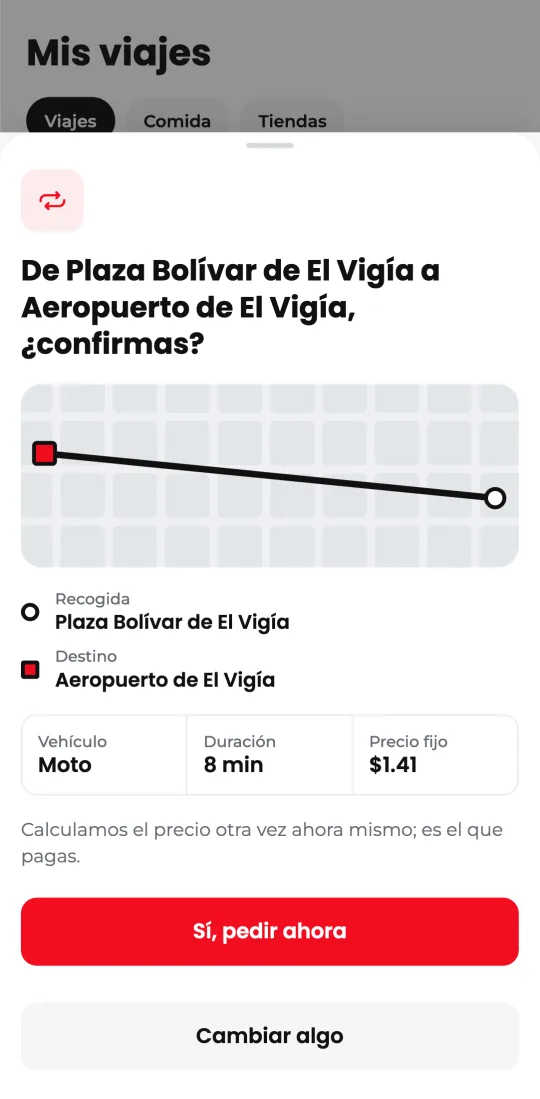 Mis viajes
Viajes
Comida
Tiendas
De Plaza Bolívar de El Vigía a
Aeropuerto de El Vigía,
¿confirmas?
Recogida
Plaza Bolívar de El Vigía
Destino
Aeropuerto de El Vigía
Vehículo
Moto
Duración
8 min
Precio fijo
$1.41
Calculamos el precio otra vez ahora mismo; es el que
pagas.
Sí, pedir ahora
Cambiar algo